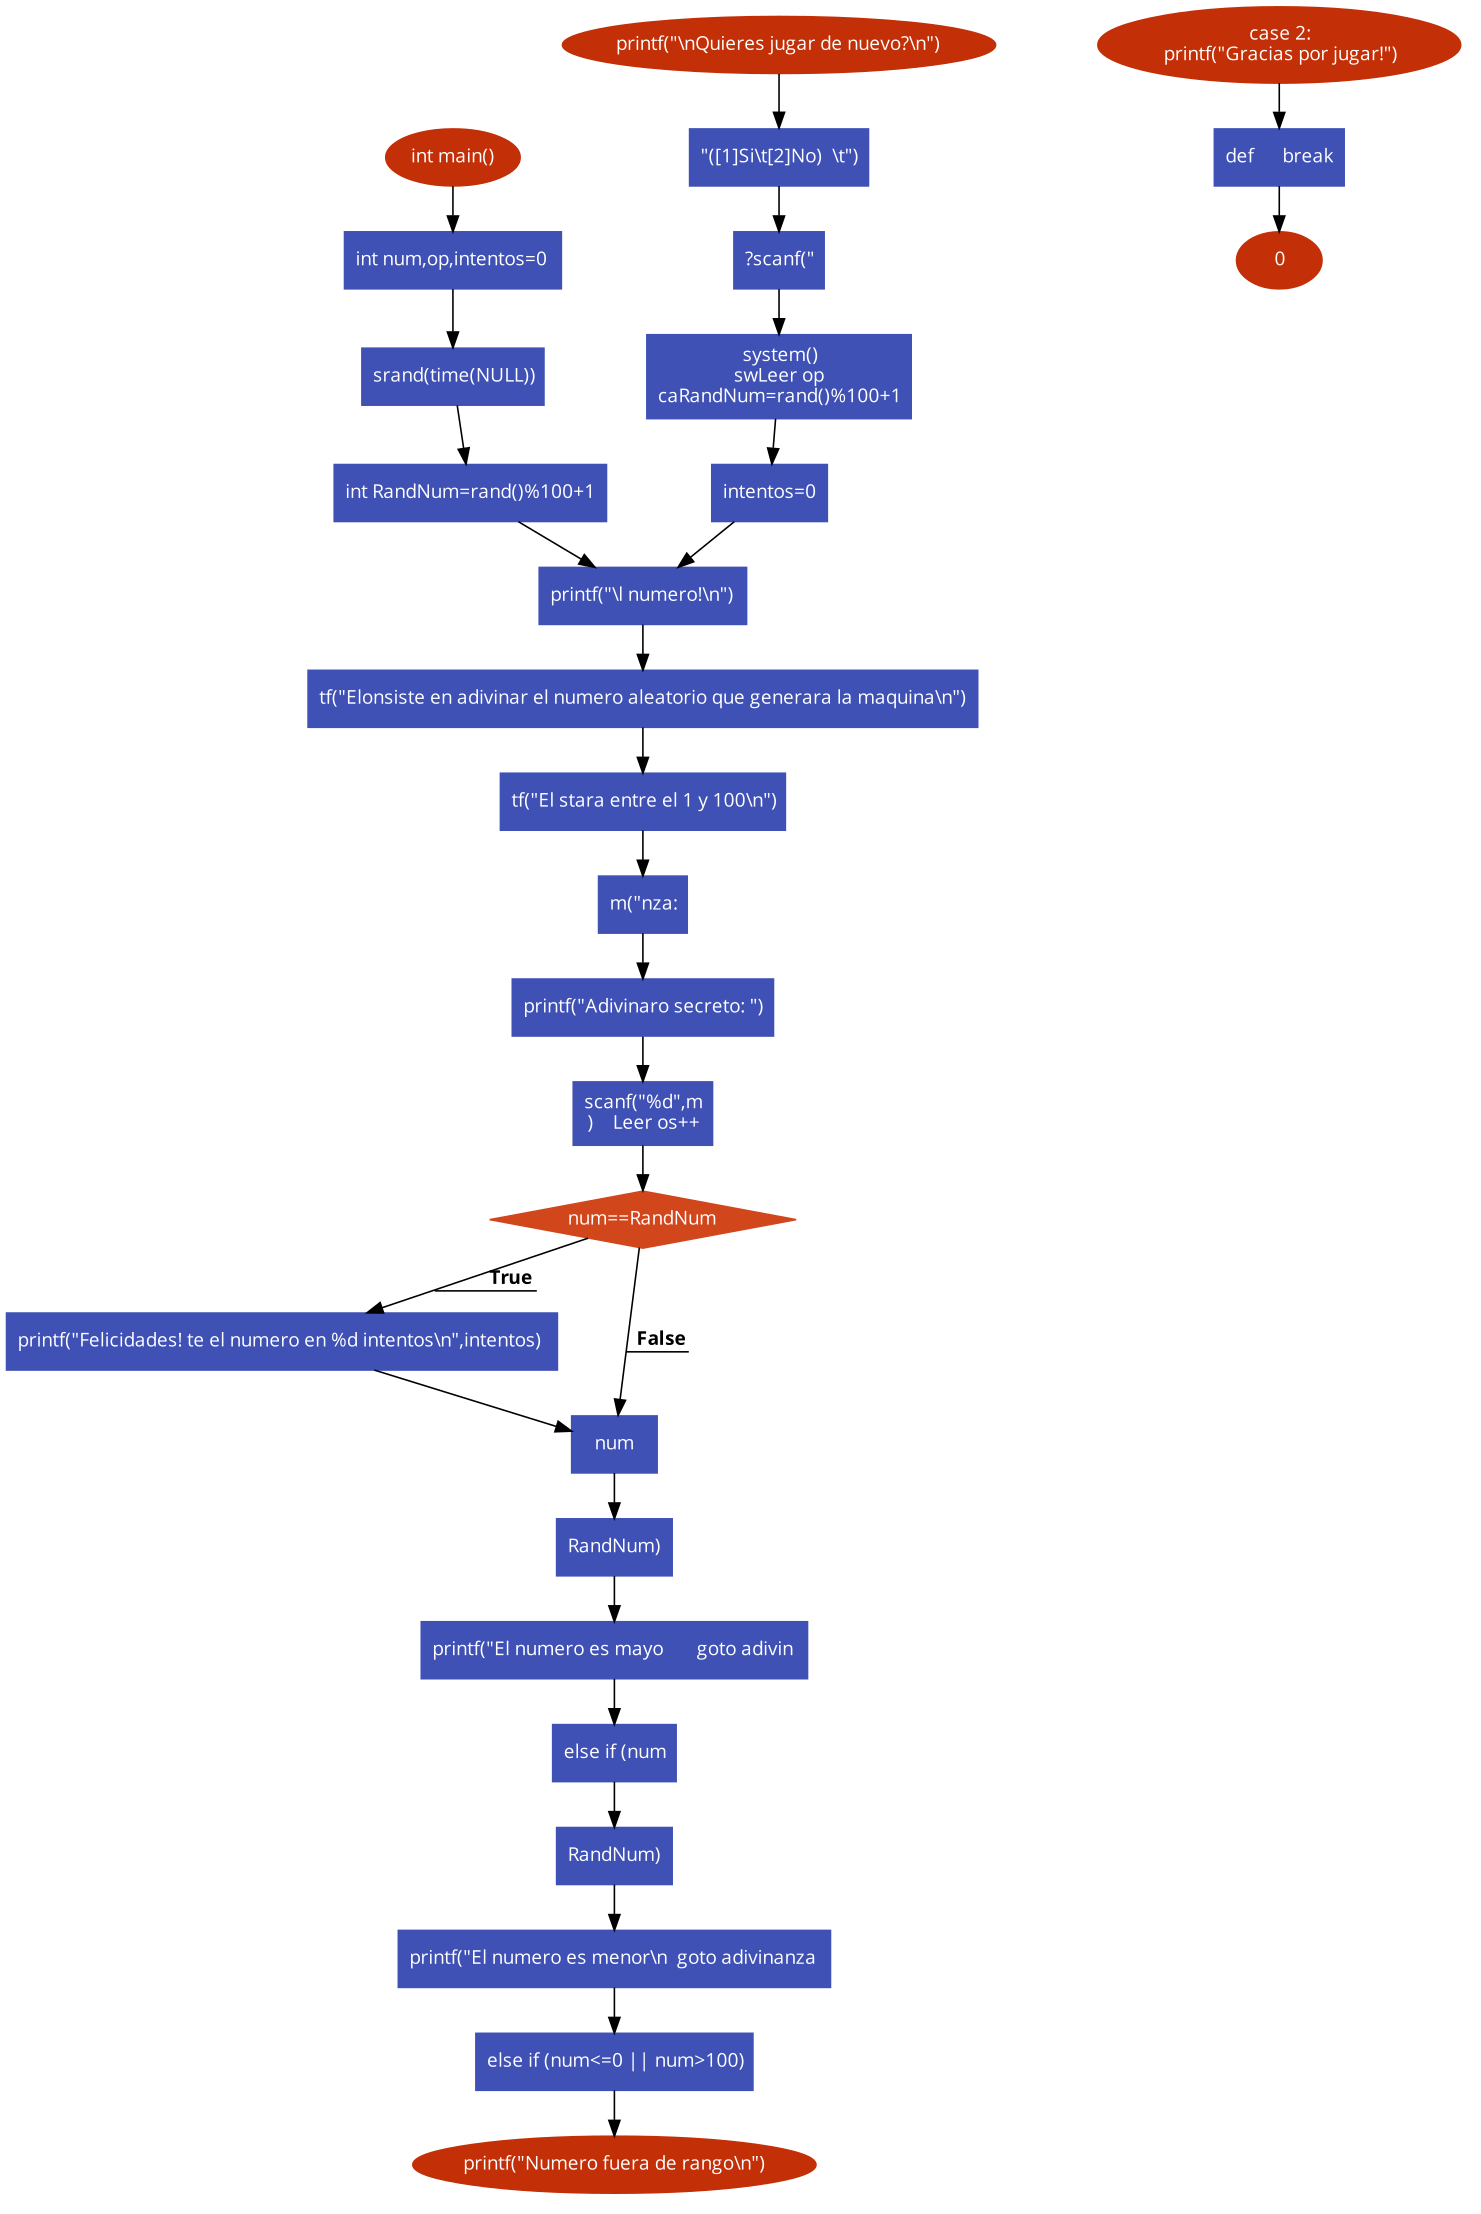 printf("\nQuieres jugar de nuevo?\n")
case 2:
printf("Gracias por jugar!")
int main()
"([1]Si\t[2]No)  \t")
def      break
int num,op,intentos=0
?scanf("
0
srand(time(NULL))
system()
swLeer op
caRandNum=rand()%100+1
int RandNum=rand()%100+1
intentos=0
printf("\l numero!\n")
tf("Elonsiste en adivinar el numero aleatorio que generara la maquina\n")
tf("El stara entre el 1 y 100\n")
m("nza:
printf("Adivinaro secreto: ")
scanf("%d",m
)    Leer os++
num==RandNum
True
False
printf("Felicidades! te el numero en %d intentos\n",intentos)
num
RandNum)
printf("El numero es mayo       goto adivin
else if (num
RandNum)
printf("El numero es menor\n  goto adivinanza
else if (num<=0 || num>100)
printf("Numero fuera de rango\n")